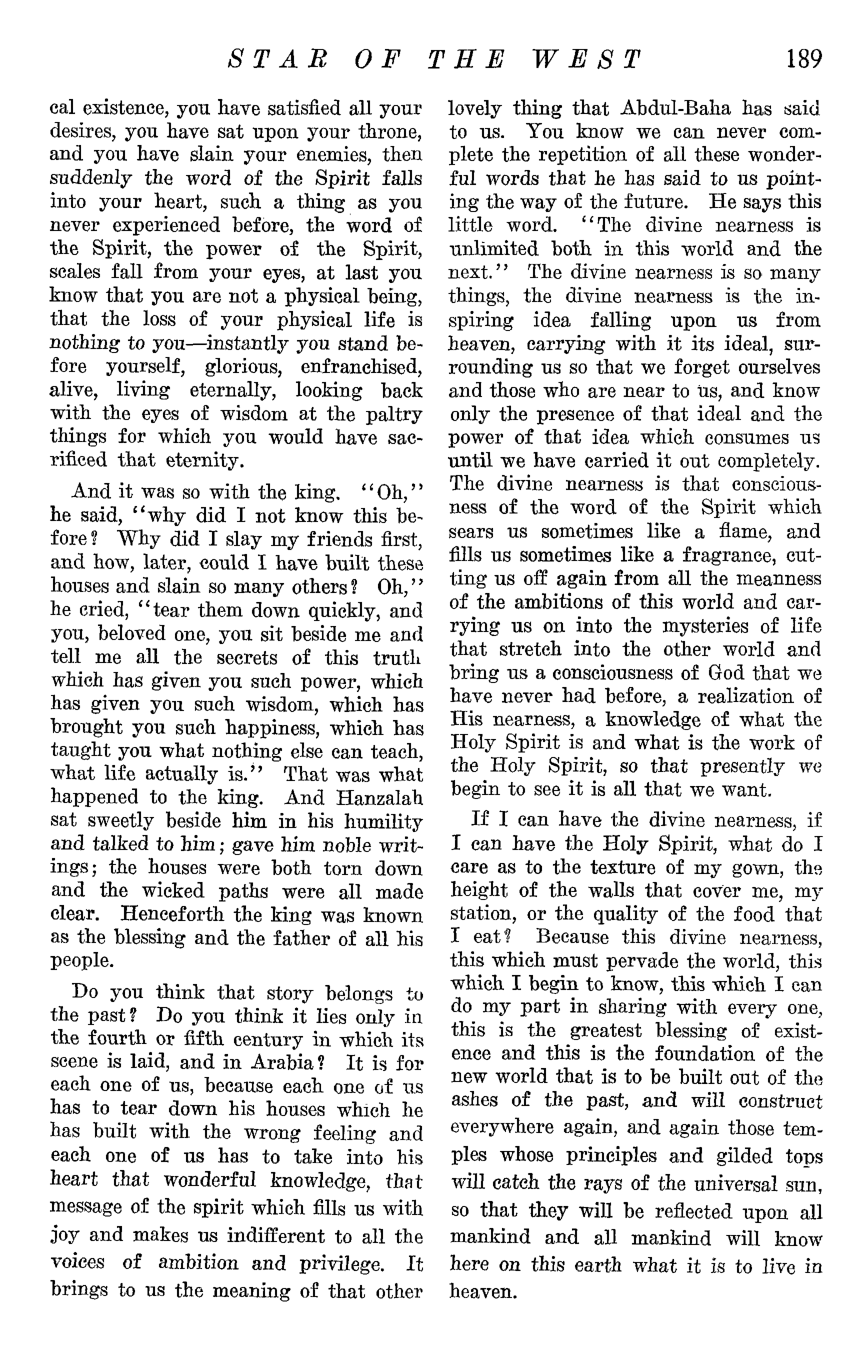 STAR OF THE WEST 189
cal existence, you have satisfied all your
desires, you have sat upon your throne,
and you have slain your enemies, then
suddenly the word of the Spirit falls
into your heart, such a thing as you
never experienced before, the word of
the Spirit, the power of the Spirit,
scales fall from your eyes, at last you
know that you are not a physical being,
that the loss of your physical life is
nothing to you—instantly you stand be-
fore yourself, glorious, enfranchised,
alive, living eternally, looking back
with the eyes of wisdom at the paltry
things for which you would have sac-
rificed that eternity.
And it was so with the king. "Oh,"
he said, "why did I not know this be-
fore? Why did I slay my friends first,
and how, later, could I have built these
houses and slain so many others? Oh,"
he cried, "tear them down quickly, and
you, beloved one, you sit beside me and
tell me all the secrets of this truth
which has given you such power, which
has given you such wisdom, which has
brought you such happiness, which has
taught you what nothing else can teach,
what life actually is." That was what
happened to the king. And Hanzalah
sat sweetly beside him in his humility
and talked to him; gave him noble writ-
ings; the houses were both torn down
and the wicked paths were all made
clear. Henceforth the king was known
as the blessing and the father of all his
people.
Do you think that story belongs to
the past? Do you think it lies only in
the fourth or fifth century in which its
scene is laid, and in Arabia? It is for
each one of us, because each one of us
has to tear down his houses which he
has built with the wrong feeling and
each one of us has to take into his
heart that wonderful knowledge, that
message of the spirit which fills us with
joy and makes us indifferent to all the
voices of ambition and privilege. It
brings to us the meaning of that other
lovely thing that Abdul-Baha has said
to us. You know we can never com-
plete the repetition of all these wonder-
ful words that he has said to us point-
ing the way of the future. He says this
little word. "The divine nearness is
unlimited both in this world and the
next." The divine nearness is so many
things, the divine nearness is the in-
spiring idea falling upon us from
heaven, carrying with it its ideal, sur-
rounding us so that we forget ourselves
and those who are near to us, and know
only the presence of that ideal and the
power of that idea which consumes us
until we have carried it out completely.
The divine nearness is that conscious-
ness of the word of the Spirit which
sears us sometimes like a flame, and
fills us sometimes like a fragrance, cut-
ting us off again from all the meanness
of the ambitions of this world and car-
rying us on into the mysteries of life
that stretch into the other world and
bring us a consciousness of God that we
have never had before, a realization of
His nearness, a knowledge of what the
Holy Spirit is and what is the work of
the Holy Spirit, so that presently we
begin to see it is all that we want.
If I can have the divine nearness, if
I can have the Holy Spirit, what do I
care as to the texture of my gown, the
height of the walls that cover me, my
station, or the quality of the food that
I eat? Because this divine nearness,
this which must pervade the world, this
which I begin to know, this which I can
do my part in sharing with every one,
this is the greatest blessing of exist-
ence and this is the foundation of the
new world that is to be built out of the
ashes of the past, and will construct
everywhere again, and again those tem-
ples whose principles and gilded tops
will catch the rays of the universal sun,
so that they will be reflected upon all
mankind and all mankind will know
here on this earth what it is to live in
heaven.